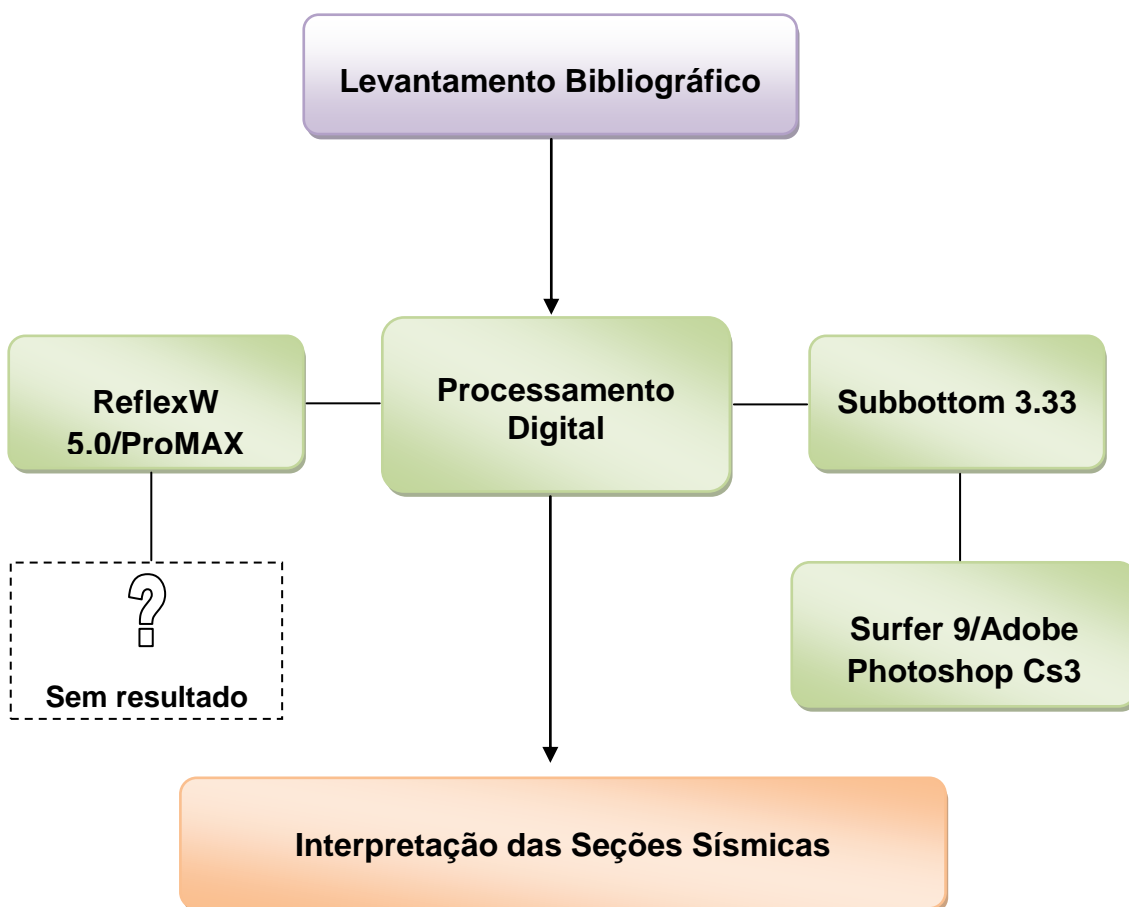 Levantamento Bibliográfico
ReflexW
5.0/ProMAX
Processamento
Digital
Subbottom 3.33
?
Sem resultado
Surfer 9/Adobe
Photoshop Cs3
Interpretação das Seções Sísmicas